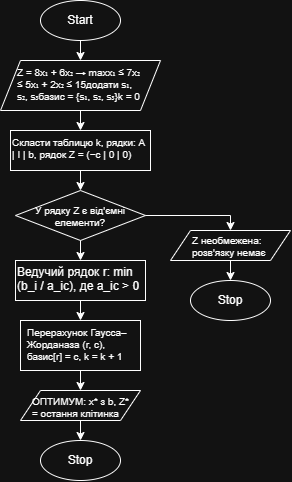 Start
Z = 8x₁ + 6x₂ → maxx₁ ≤ 7x₂
≤ 5x₁ + 2x₂ ≤ 15додати s₁,
s₂, s₃базис = {s₁, s₂, s₃}k = 0
Скласти таблицю k, рядки: A
| I | b, рядок Z = (−c | 0 | 0)
У рядку Z є від'ємні
елементи?
Z необмежена:
розв'язку немає
Stop
Ведучий рядок r: min
(b_i / a_ic), де a_ic > 0
Перерахунок Гаусса–
Жорданаза (r, c),
базис[r] = c, k = k + 1
ОПТИМУМ: x* з b, Z*
= остання клітинка
Stop